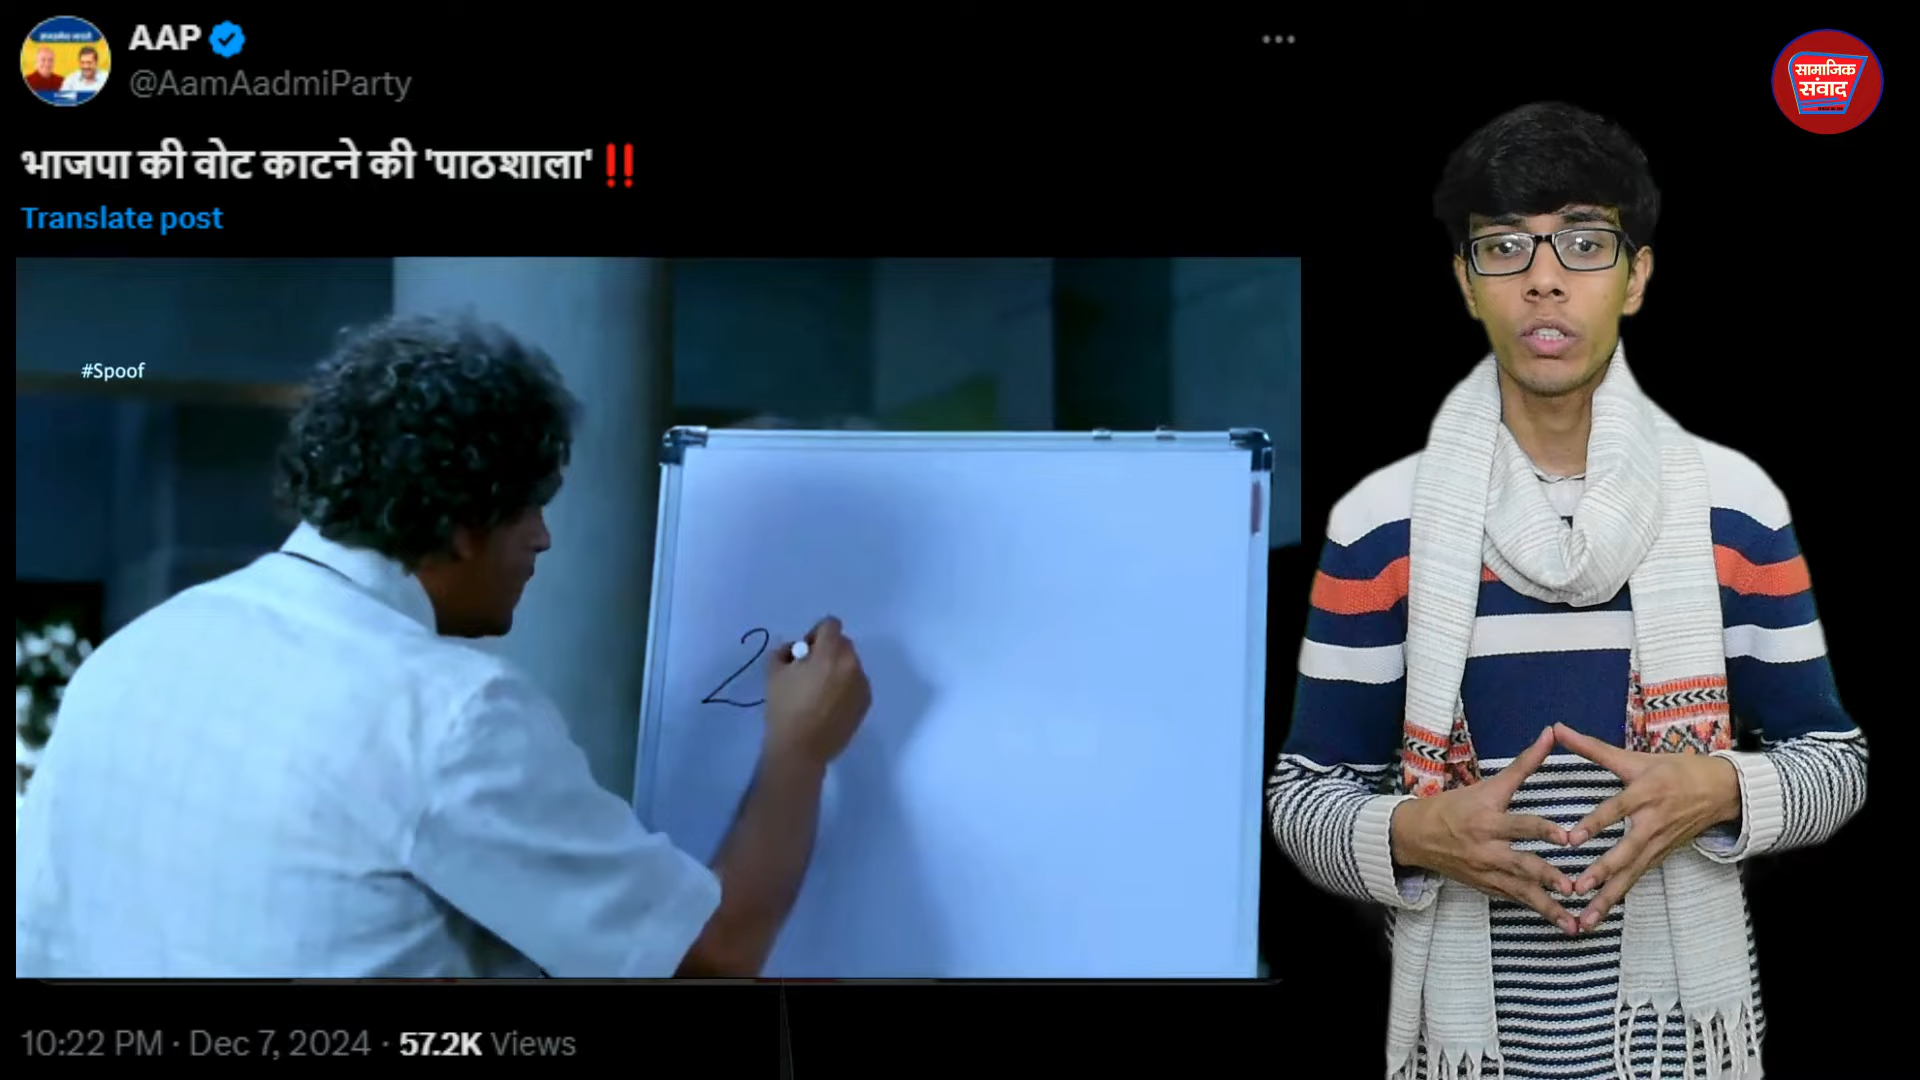 AAP
@AamAadmiParty
भाजपा की वोट काटने की 'पाठशाला'‼️
Translate post
#Spoof
2
10:22 PM · Dec 7, 2024 · 57.2K Views
सामाजिक
संवाद